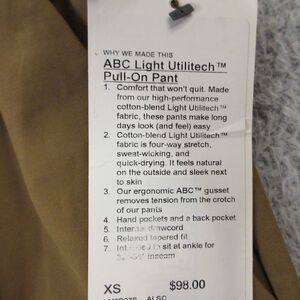 WHY WE MADE THIS
ABC Light Utilitech™
Pull-On Pant
1. Comfort that won't quit. Made
from our high-performance
cotton-blend Light Utilitech™
fabric, these pants make long
days look (and feel) easy
2. Cotton-blend Light Utilitech™
fabric is four-way stretch,
sweat-wicking, and
quick-drying. It feels natural
on the outside and sleek next
to skin
3. Our ergonomic ABC™ gusset
removes tension from the crotch
of our pants
4. Hand pockets and a back pocket
5. Internal drawcord
6. Relaxed tapered fit
7. Intended to sit at ankle for
inseam
XS $98.00
ALSC